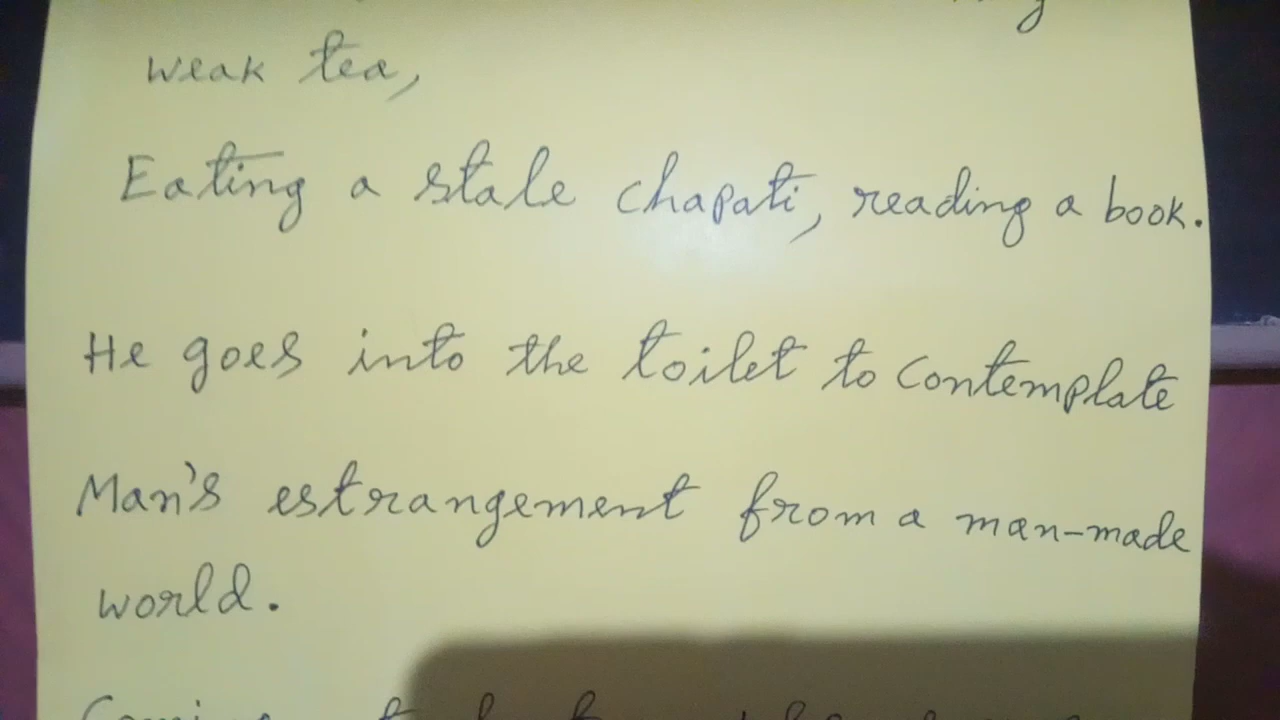 weak tea,
Eating a stale chapati, reading a book.
He goes into the toilet to contemplate
Man's estrangement from a man-made
world.